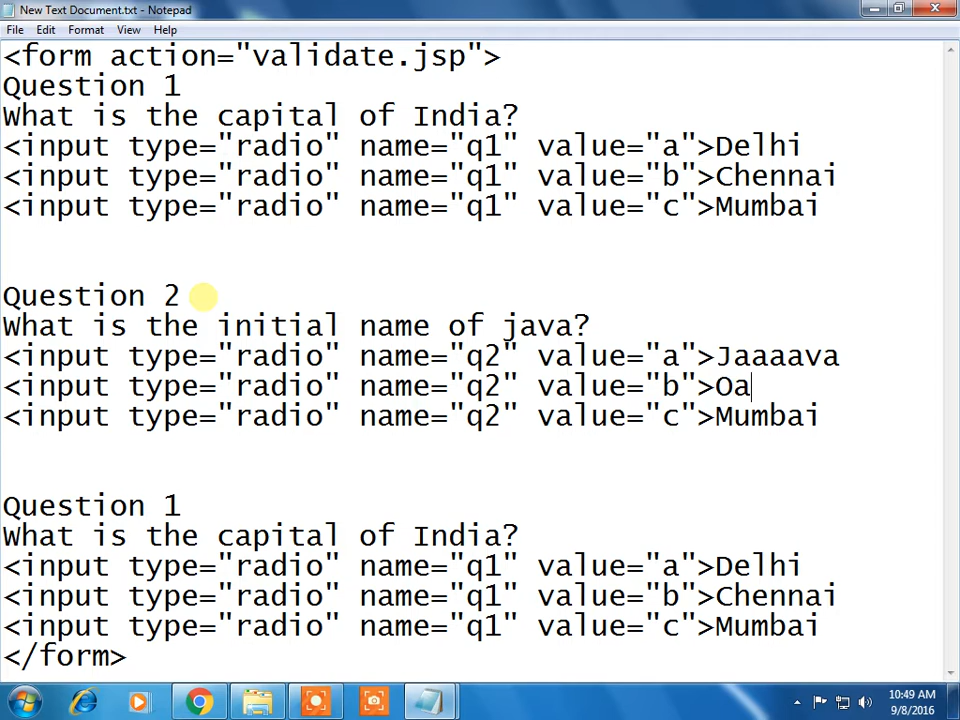 New Text Document.txt - Notepad
File Edit Format View Help
<form action="validate.jsp">
Question 1
What is the capital of India?
<input type="radio" name="q1" value="a">Delhi
<input type="radio" name="q1" value="b">Chennai
<input type="radio" name="q1" value="c">Mumbai
Question 2
What is the initial name of java?
<input type="radio" name="q2" value="a">Jaaaava
<input type="radio" name="q2" value="b">Oa
<input type="radio" name="q2" value="c">Mumbai
Question 1
What is the capital of India?
<input type="radio" name="q1" value="a">Delhi
<input type="radio" name="q1" value="b">Chennai
<input type="radio" name="q1" value="c">Mumbai
</form>
10:49 AM
9/8/2016